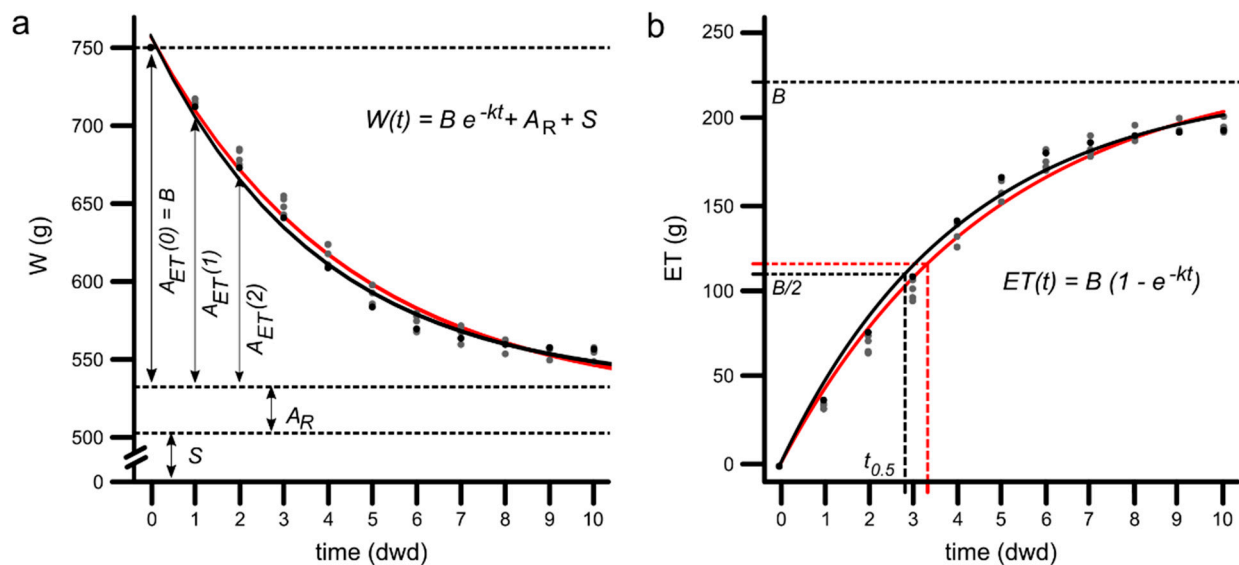 a
W (g)
750
700
650
600
550
500
0
W(t) = B e^-kt + A_R + S
A_ET(0) = B
A_ET(1)
A_ET(2)
A_R
S
0 1 2 3 4 5 6 7 8 9 10
time (dwd)
b
ET (g)
250
200
150
100
50
0
B
B/2
ET(t) = B (1 - e^-kt)
t_0.5
0 1 2 3 4 5 6 7 8 9 10
time (dwd)